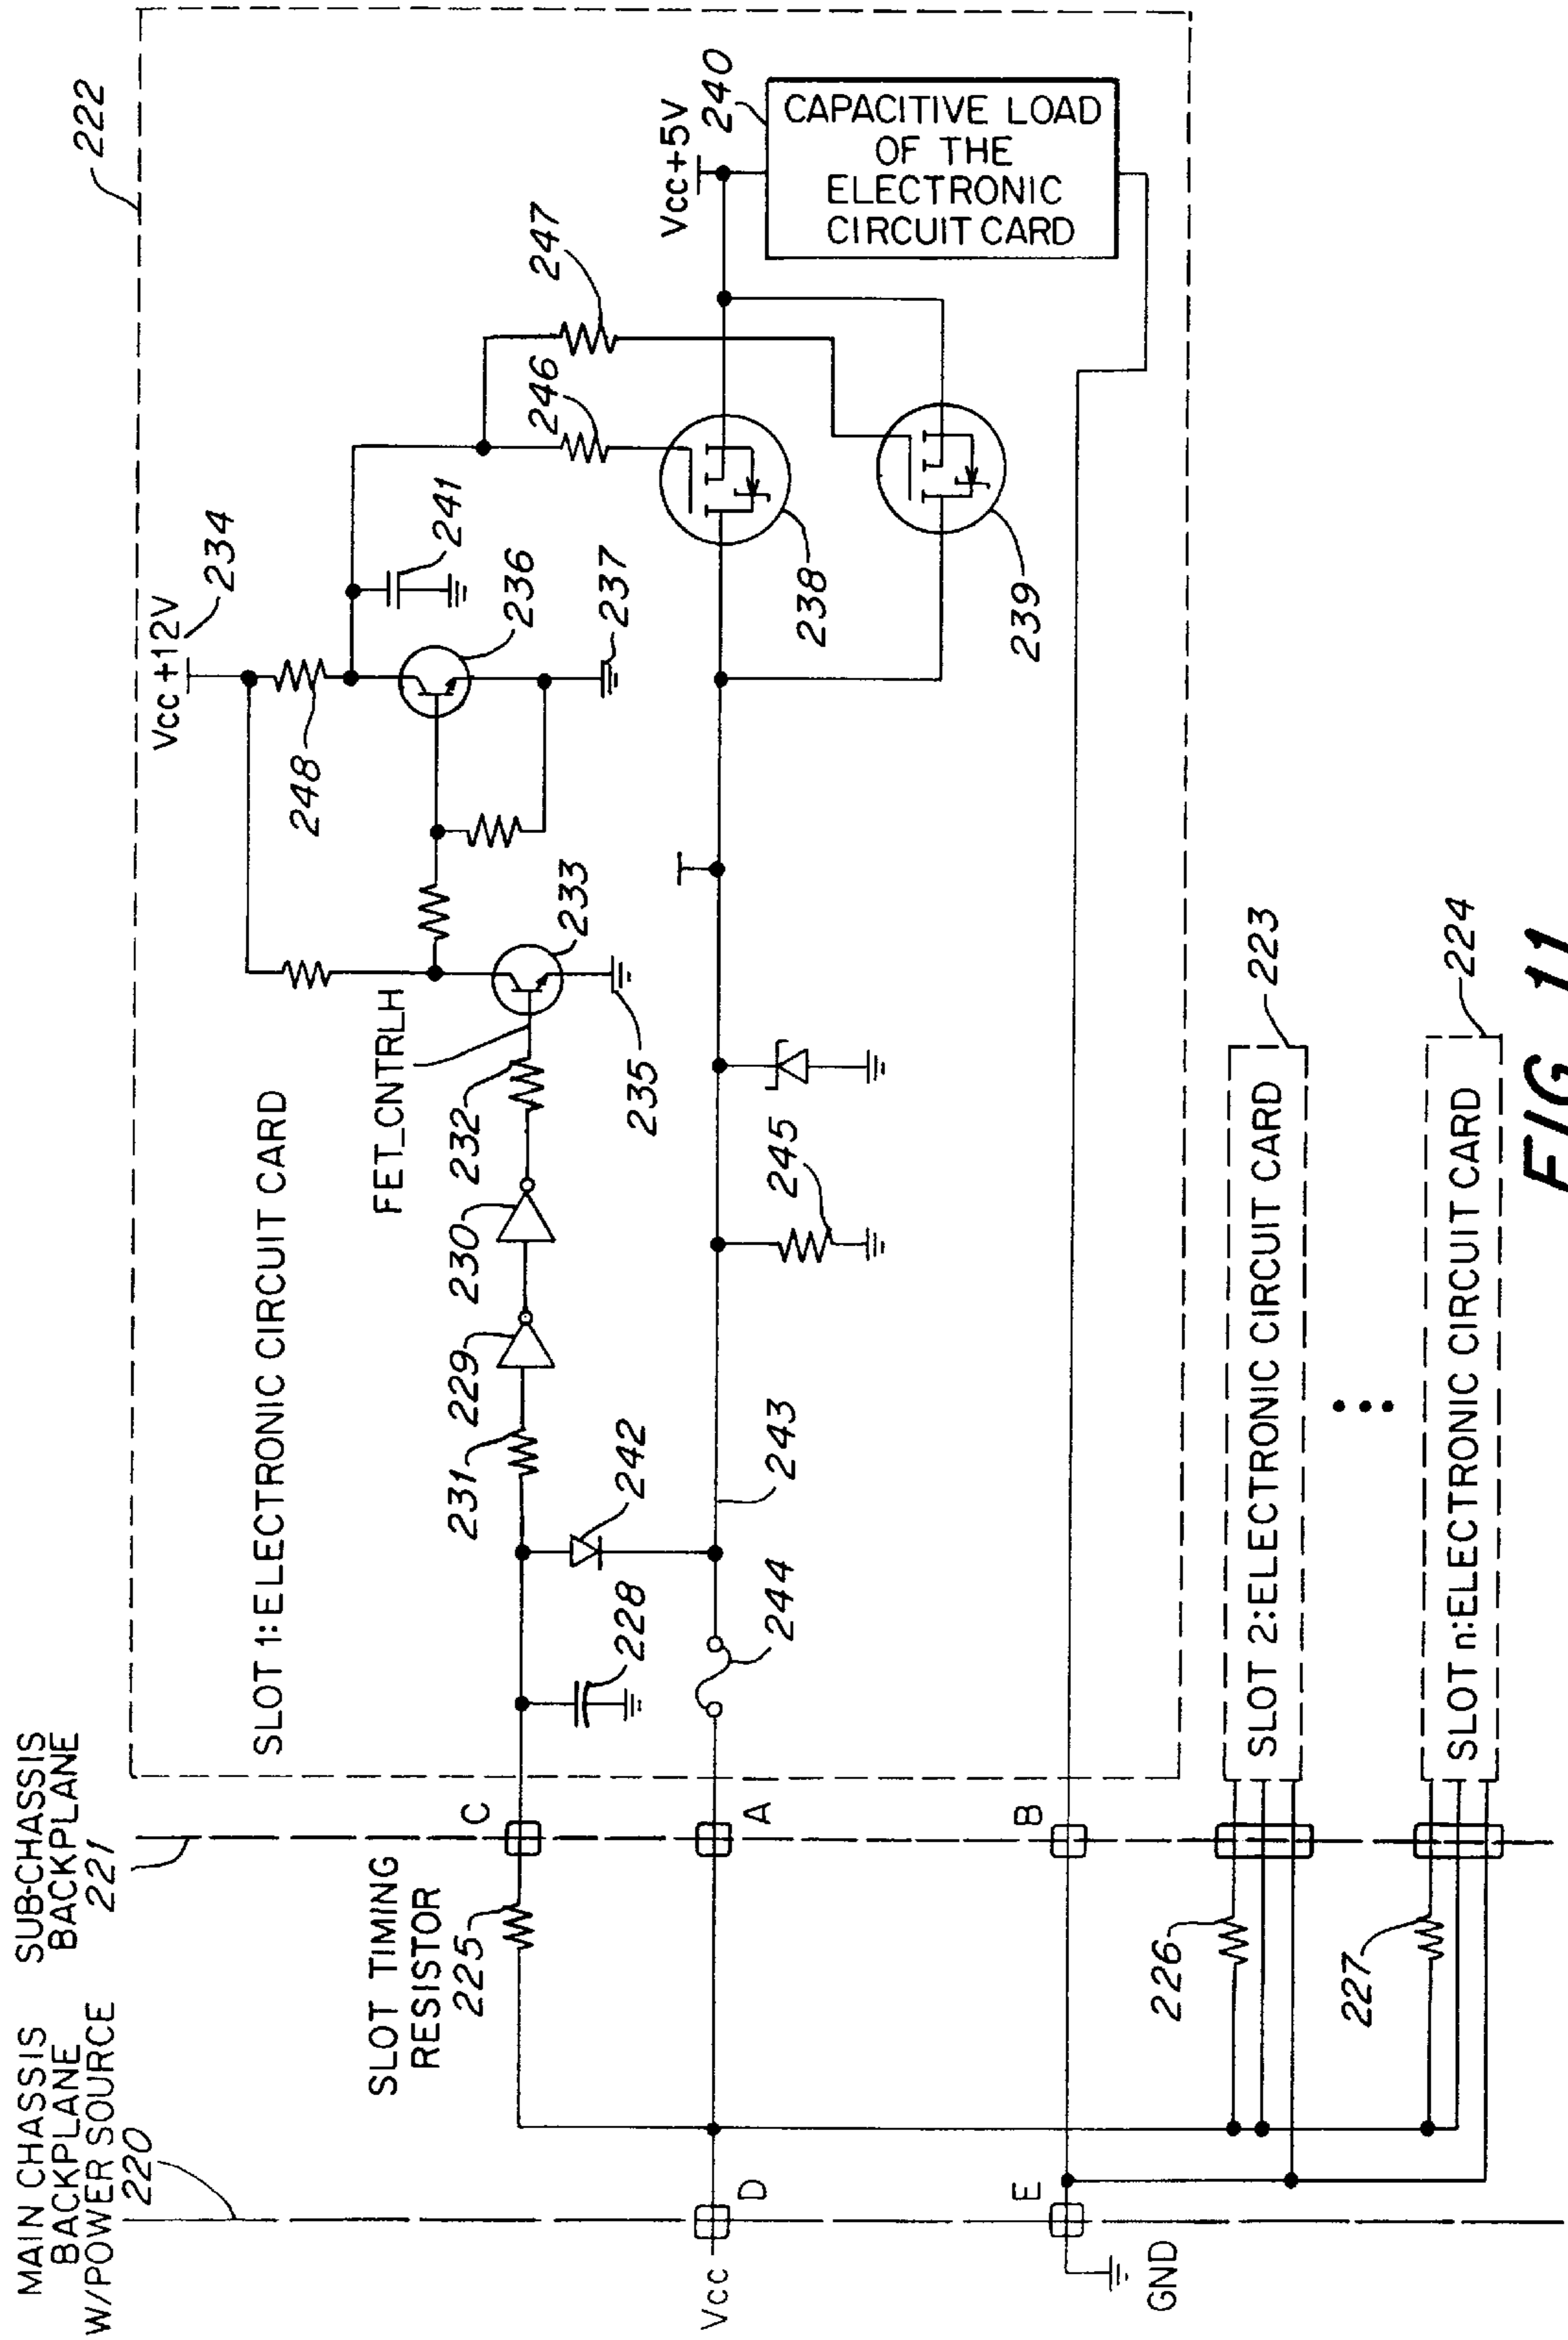 MAIN CHASSIS
BACKPLANE
W/POWER SOURCE
220
SUB-CHASSIS
BACKPLANE
221
222
SLOT 1:ELECTRONIC CIRCUIT CARD
Vcc +12V
234
248
241
236
237
FET_CNTRLH
233
235
232
230
229
231
242
228
C
SLOT TIMING
RESISTOR
225
246
247
Vcc+5V
240
CAPACITIVE LOAD
OF THE
ELECTRONIC
CIRCUIT CARD
238
239
245
243
244
A
D
Vcc
B
E
GND
226
SLOT 2:ELECTRONIC CIRCUIT CARD
223
227
SLOT n:ELECTRONIC CIRCUIT CARD
224
FIG. 11